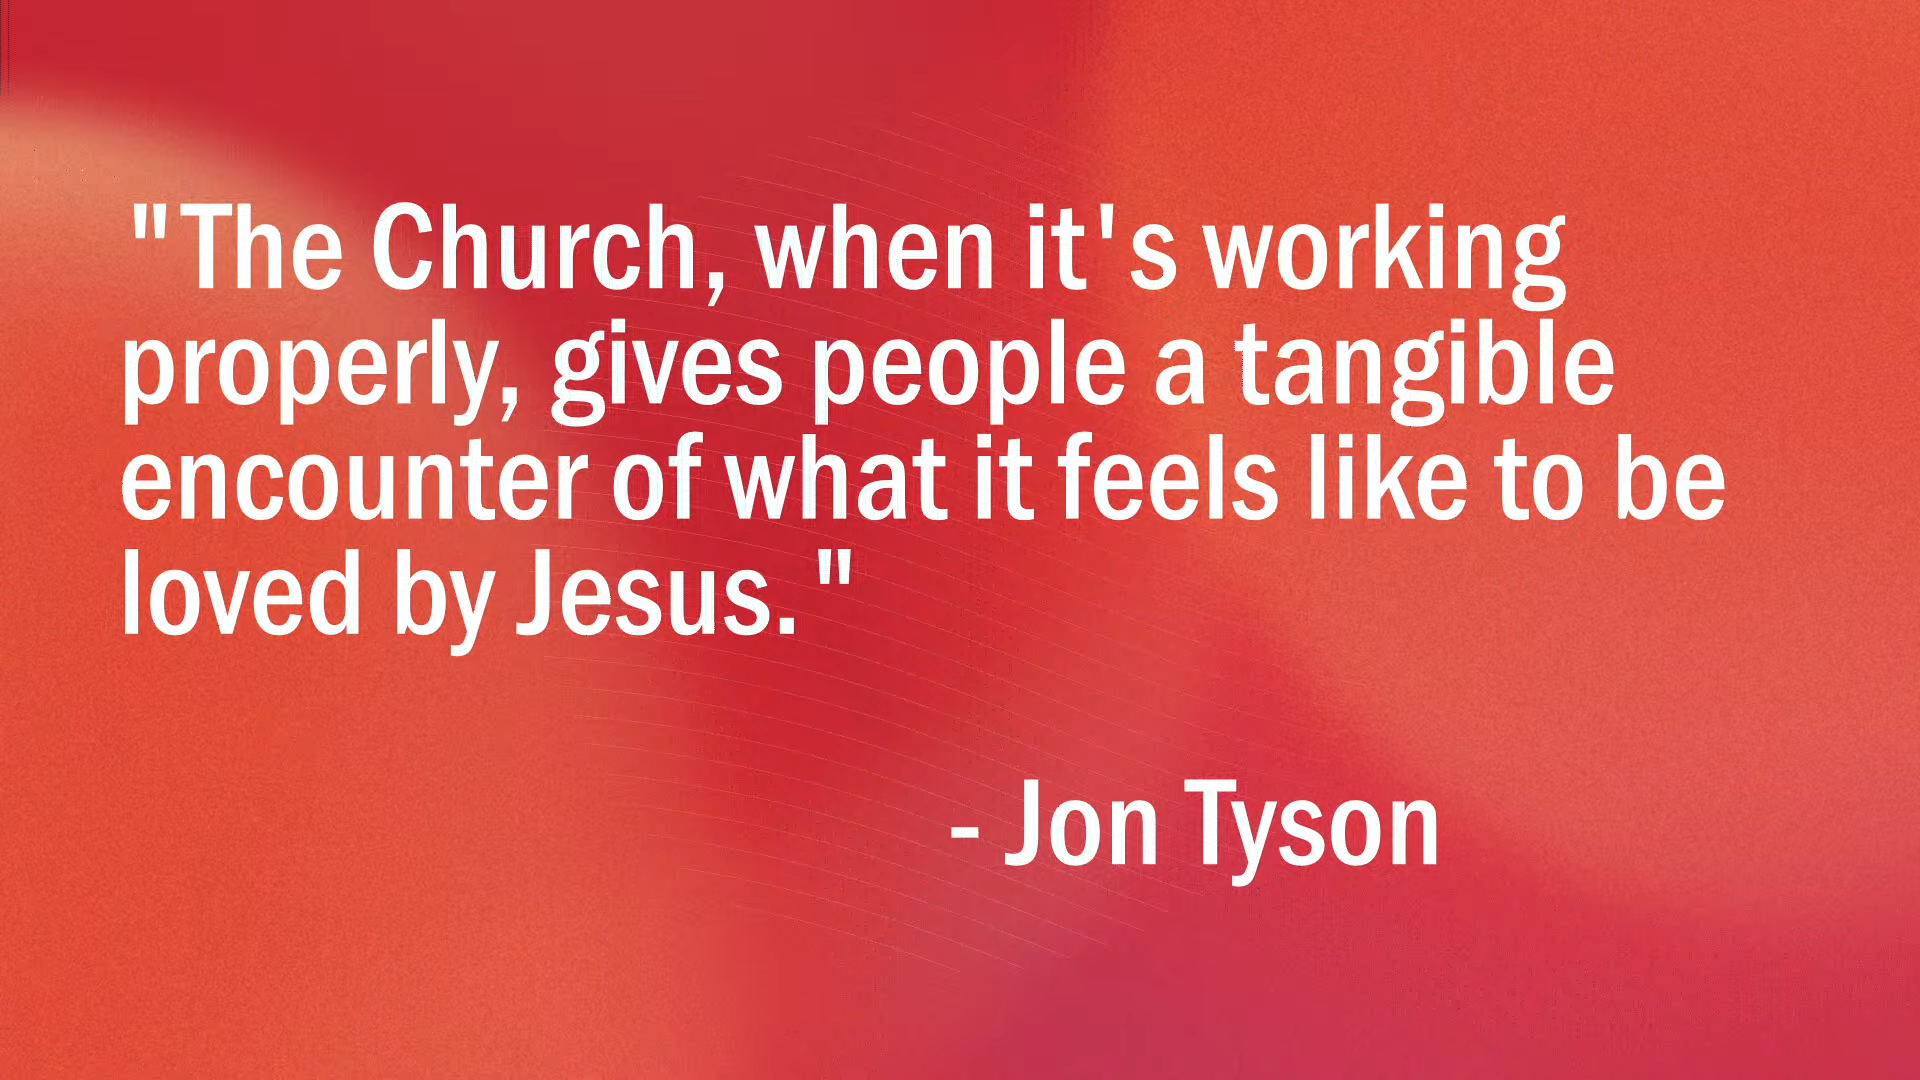 "The Church, when it's working
properly, gives people a tangible
encounter of what it feels like to be
loved by Jesus."
- Jon Tyson